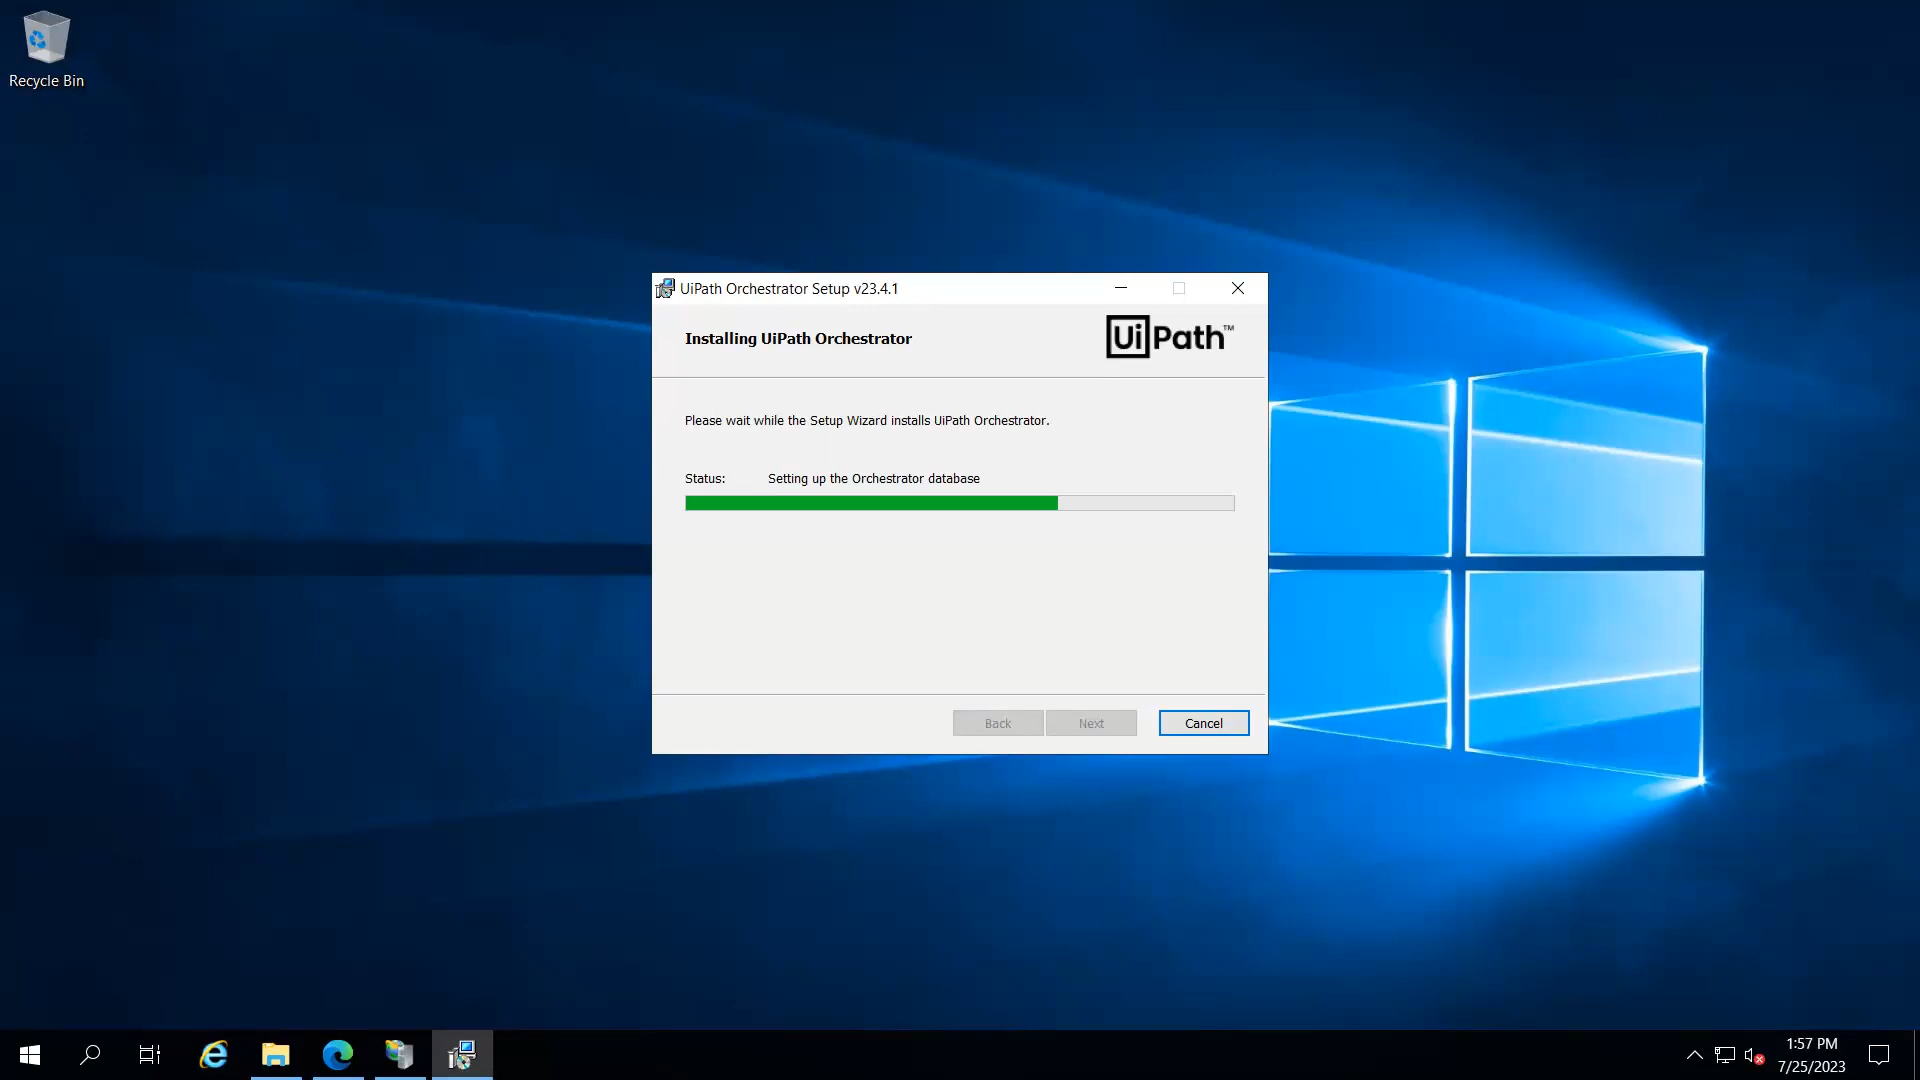 Recycle Bin
UiPath Orchestrator Setup v23.4.1
Installing UiPath Orchestrator
UiPath™
Please wait while the Setup Wizard installs UiPath Orchestrator.
Status: Setting up the Orchestrator database
Back Next Cancel
1:57 PM
7/25/2023